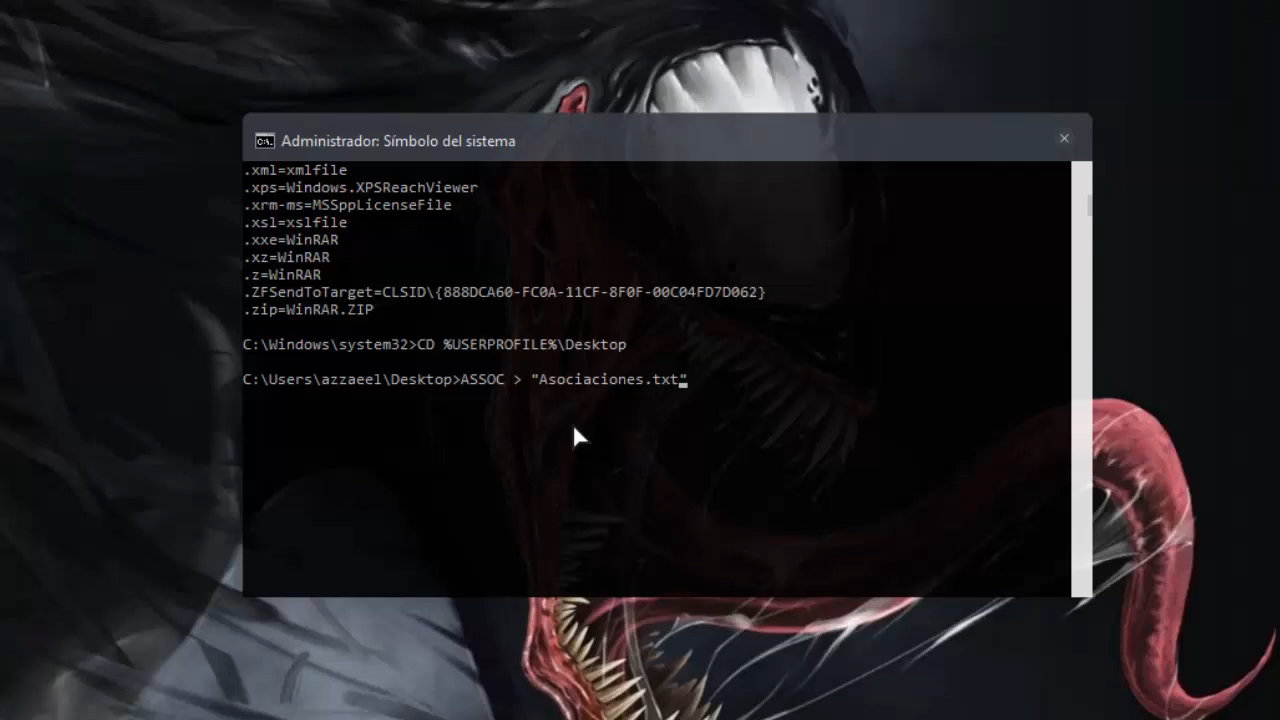 Administrador: Símbolo del sistema
.xml=xmlfile
.xps=Windows.XPSReachViewer
.xrm-ms=MSSppLicenseFile
.xsl=xslfile
.xxe=WinRAR
.xz=WinRAR
.z=WinRAR
.ZFSendToTarget=CLSID\{888DCA60-FC0A-11CF-8F0F-00C04FD7D062}
.zip=WinRAR.ZIP
C:\Windows\system32>CD %USERPROFILE%\Desktop
C:\Users\azzaeel\Desktop>ASSOC > "Asociaciones.txt"